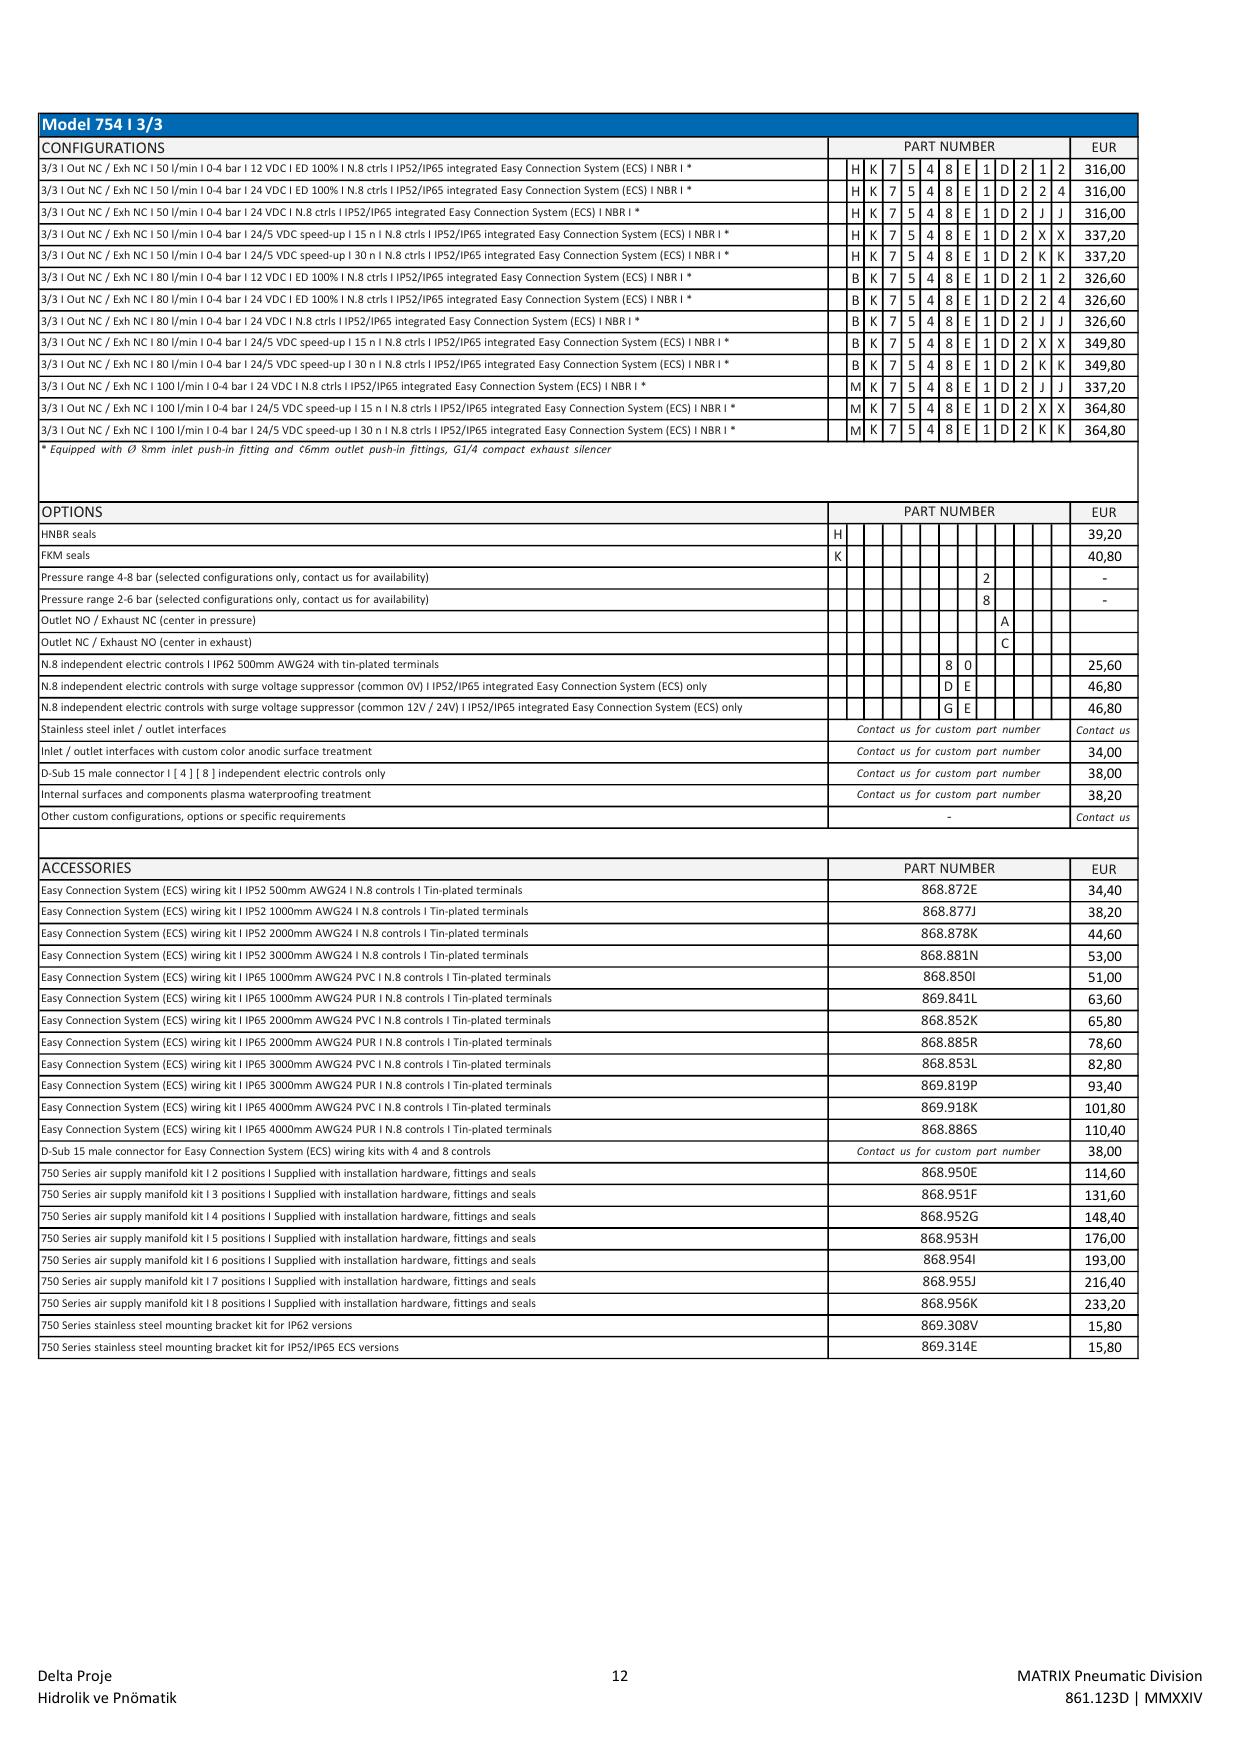 Model 754 I 3/3
CONFIGURATIONS PART NUMBER EUR
3/3 I Out NC / Exh NC I 50 l/min I 0-4 bar I 12 VDC I ED 100% I N.8 ctrls I IP52/IP65 integrated Easy Connection System (ECS) I NBR I * H K 7 5 4 8 E 1 D 2 1 2 316,00
3/3 I Out NC / Exh NC I 50 l/min I 0-4 bar I 24 VDC I ED 100% I N.8 ctrls I IP52/IP65 integrated Easy Connection System (ECS) I NBR I * H K 7 5 4 8 E 1 D 2 2 4 316,00
3/3 I Out NC / Exh NC I 50 l/min I 0-4 bar I 24 VDC I N.8 ctrls I IP52/IP65 integrated Easy Connection System (ECS) I NBR I * H K 7 5 4 8 E 1 D 2 J J 316,00
3/3 I Out NC / Exh NC I 50 l/min I 0-4 bar I 24/5 VDC speed-up I 15 n I N.8 ctrls I IP52/IP65 integrated Easy Connection System (ECS) I NBR I * H K 7 5 4 8 E 1 D 2 X X 337,20
3/3 I Out NC / Exh NC I 50 l/min I 0-4 bar I 24/5 VDC speed-up I 30 n I N.8 ctrls I IP52/IP65 integrated Easy Connection System (ECS) I NBR I * H K 7 5 4 8 E 1 D 2 K K 337,20
3/3 I Out NC / Exh NC I 80 l/min I 0-4 bar I 12 VDC I ED 100% I N.8 ctrls I IP52/IP65 integrated Easy Connection System (ECS) I NBR I * B K 7 5 4 8 E 1 D 2 1 2 326,60
3/3 I Out NC / Exh NC I 80 l/min I 0-4 bar I 24 VDC I ED 100% I N.8 ctrls I IP52/IP65 integrated Easy Connection System (ECS) I NBR I * B K 7 5 4 8 E 1 D 2 2 4 326,60
3/3 I Out NC / Exh NC I 80 l/min I 0-4 bar I 24 VDC I N.8 ctrls I IP52/IP65 integrated Easy Connection System (ECS) I NBR I * B K 7 5 4 8 E 1 D 2 J J 326,60
3/3 I Out NC / Exh NC I 80 l/min I 0-4 bar I 24/5 VDC speed-up I 15 n I N.8 ctrls I IP52/IP65 integrated Easy Connection System (ECS) I NBR I * B K 7 5 4 8 E 1 D 2 X X 349,80
3/3 I Out NC / Exh NC I 80 l/min I 0-4 bar I 24/5 VDC speed-up I 30 n I N.8 ctrls I IP52/IP65 integrated Easy Connection System (ECS) I NBR I * B K 7 5 4 8 E 1 D 2 K K 349,80
3/3 I Out NC / Exh NC I 100 l/min I 0-4 bar I 24 VDC I N.8 ctrls I IP52/IP65 integrated Easy Connection System (ECS) I NBR I * M K 7 5 4 8 E 1 D 2 J J 337,20
3/3 I Out NC / Exh NC I 100 l/min I 0-4 bar I 24/5 VDC speed-up I 15 n I N.8 ctrls I IP52/IP65 integrated Easy Connection System (ECS) I NBR I * M K 7 5 4 8 E 1 D 2 X X 364,80
3/3 I Out NC / Exh NC I 100 l/min I 0-4 bar I 24/5 VDC speed-up I 30 n I N.8 ctrls I IP52/IP65 integrated Easy Connection System (ECS) I NBR I * M K 7 5 4 8 E 1 D 2 K K 364,80
* Equipped with Ø 8mm inlet push-in fitting and ¢6mm outlet push-in fittings, G1/4 compact exhaust silencer
OPTIONS PART NUMBER EUR
HNBR seals H 39,20
FKM seals K 40,80
Pressure range 4-8 bar (selected configurations only, contact us for availability) 2 -
Pressure range 2-6 bar (selected configurations only, contact us for availability) 8 -
Outlet NO / Exhaust NC (center in pressure) A
Outlet NC / Exhaust NO (center in exhaust) C
N.8 independent electric controls I IP62 500mm AWG24 with tin-plated terminals 8 0 25,60
N.8 independent electric controls with surge voltage suppressor (common 0V) I IP52/IP65 integrated Easy Connection System (ECS) only D E 46,80
N.8 independent electric controls with surge voltage suppressor (common 12V / 24V) I IP52/IP65 integrated Easy Connection System (ECS) only G E 46,80
Stainless steel inlet / outlet interfaces Contact us for custom part number Contact us
Inlet / outlet interfaces with custom color anodic surface treatment Contact us for custom part number 34,00
D-Sub 15 male connector I [ 4 ] [ 8 ] independent electric controls only Contact us for custom part number 38,00
Internal surfaces and components plasma waterproofing treatment Contact us for custom part number 38,20
Other custom configurations, options or specific requirements - Contact us
ACCESSORIES PART NUMBER EUR
Easy Connection System (ECS) wiring kit I IP52 500mm AWG24 I N.8 controls I Tin-plated terminals 868.872E 34,40
Easy Connection System (ECS) wiring kit I IP52 1000mm AWG24 I N.8 controls I Tin-plated terminals 868.877J 38,20
Easy Connection System (ECS) wiring kit I IP52 2000mm AWG24 I N.8 controls I Tin-plated terminals 868.878K 44,60
Easy Connection System (ECS) wiring kit I IP52 3000mm AWG24 I N.8 controls I Tin-plated terminals 868.881N 53,00
Easy Connection System (ECS) wiring kit I IP65 1000mm AWG24 PVC I N.8 controls I Tin-plated terminals 868.850I 51,00
Easy Connection System (ECS) wiring kit I IP65 1000mm AWG24 PUR I N.8 controls I Tin-plated terminals 869.841L 63,60
Easy Connection System (ECS) wiring kit I IP65 2000mm AWG24 PVC I N.8 controls I Tin-plated terminals 868.852K 65,80
Easy Connection System (ECS) wiring kit I IP65 2000mm AWG24 PUR I N.8 controls I Tin-plated terminals 868.885R 78,60
Easy Connection System (ECS) wiring kit I IP65 3000mm AWG24 PVC I N.8 controls I Tin-plated terminals 868.853L 82,80
Easy Connection System (ECS) wiring kit I IP65 3000mm AWG24 PUR I N.8 controls I Tin-plated terminals 869.819P 93,40
Easy Connection System (ECS) wiring kit I IP65 4000mm AWG24 PVC I N.8 controls I Tin-plated terminals 869.918K 101,80
Easy Connection System (ECS) wiring kit I IP65 4000mm AWG24 PUR I N.8 controls I Tin-plated terminals 868.886S 110,40
D-Sub 15 male connector for Easy Connection System (ECS) wiring kits with 4 and 8 controls Contact us for custom part number 38,00
750 Series air supply manifold kit I 2 positions I Supplied with installation hardware, fittings and seals 868.950E 114,60
750 Series air supply manifold kit I 3 positions I Supplied with installation hardware, fittings and seals 868.951F 131,60
750 Series air supply manifold kit I 4 positions I Supplied with installation hardware, fittings and seals 868.952G 148,40
750 Series air supply manifold kit I 5 positions I Supplied with installation hardware, fittings and seals 868.953H 176,00
750 Series air supply manifold kit I 6 positions I Supplied with installation hardware, fittings and seals 868.954I 193,00
750 Series air supply manifold kit I 7 positions I Supplied with installation hardware, fittings and seals 868.955J 216,40
750 Series air supply manifold kit I 8 positions I Supplied with installation hardware, fittings and seals 868.956K 233,20
750 Series stainless steel mounting bracket kit for IP62 versions 869.308V 15,80
750 Series stainless steel mounting bracket kit for IP52/IP65 ECS versions 869.314E 15,80
Delta Proje 12 MATRIX Pneumatic Division
Hidrolik ve Pnömatik 861.123D | MMXXIV